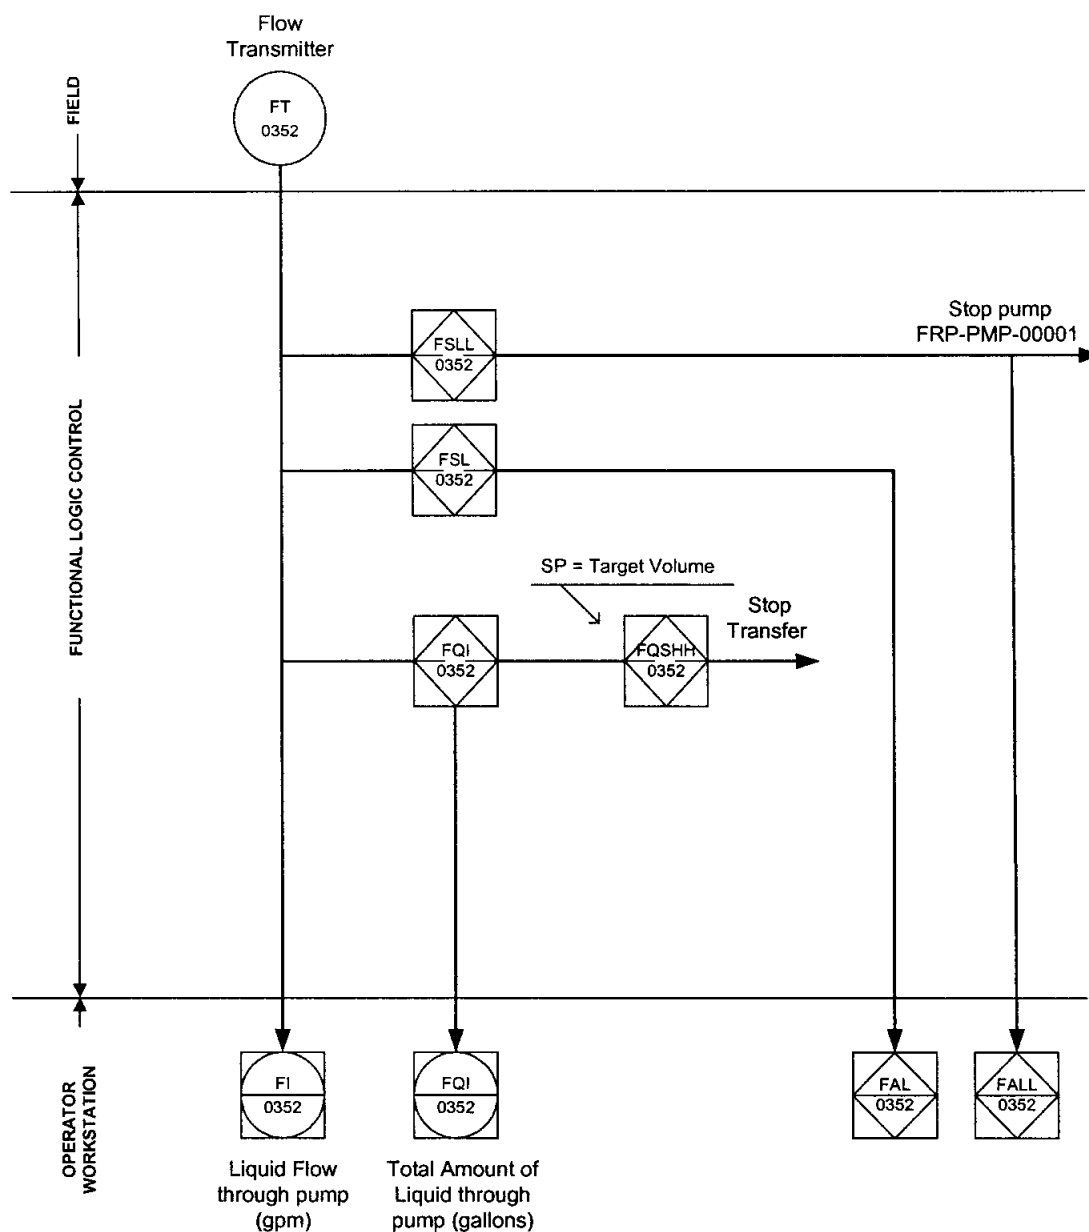 Flow
Transmitter
FIELD
FT
0352
Stop pump
FRP-PMP-00001
FSLL
0352
FSL
0352
FUNCTIONAL LOGIC CONTROL
SP = Target Volume
Stop
Transfer
FQI
0352
FQSHH
0352
OPERATOR
WORKSTATION
FI
0352
FQI
0352
FAL
0352
FALL
0352
Liquid Flow
through pump
(gpm)
Total Amount of
Liquid through
pump (gallons)